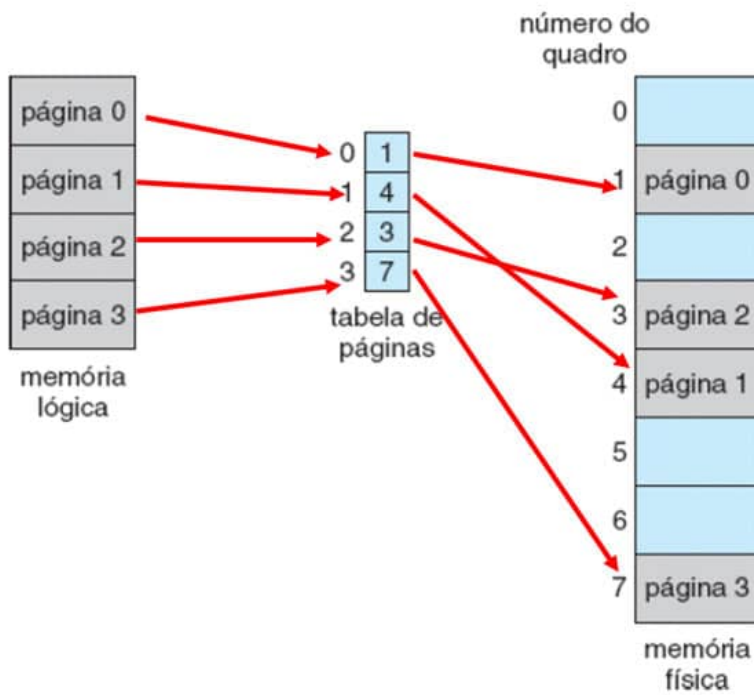 número do
quadro
página 0
página 1
página 2
página 3
memória
lógica
0 1
1 4
2 3
3 7
tabela de
páginas
0
1 página 0
2
3 página 2
4 página 1
5
6
7 página 3
memória
física